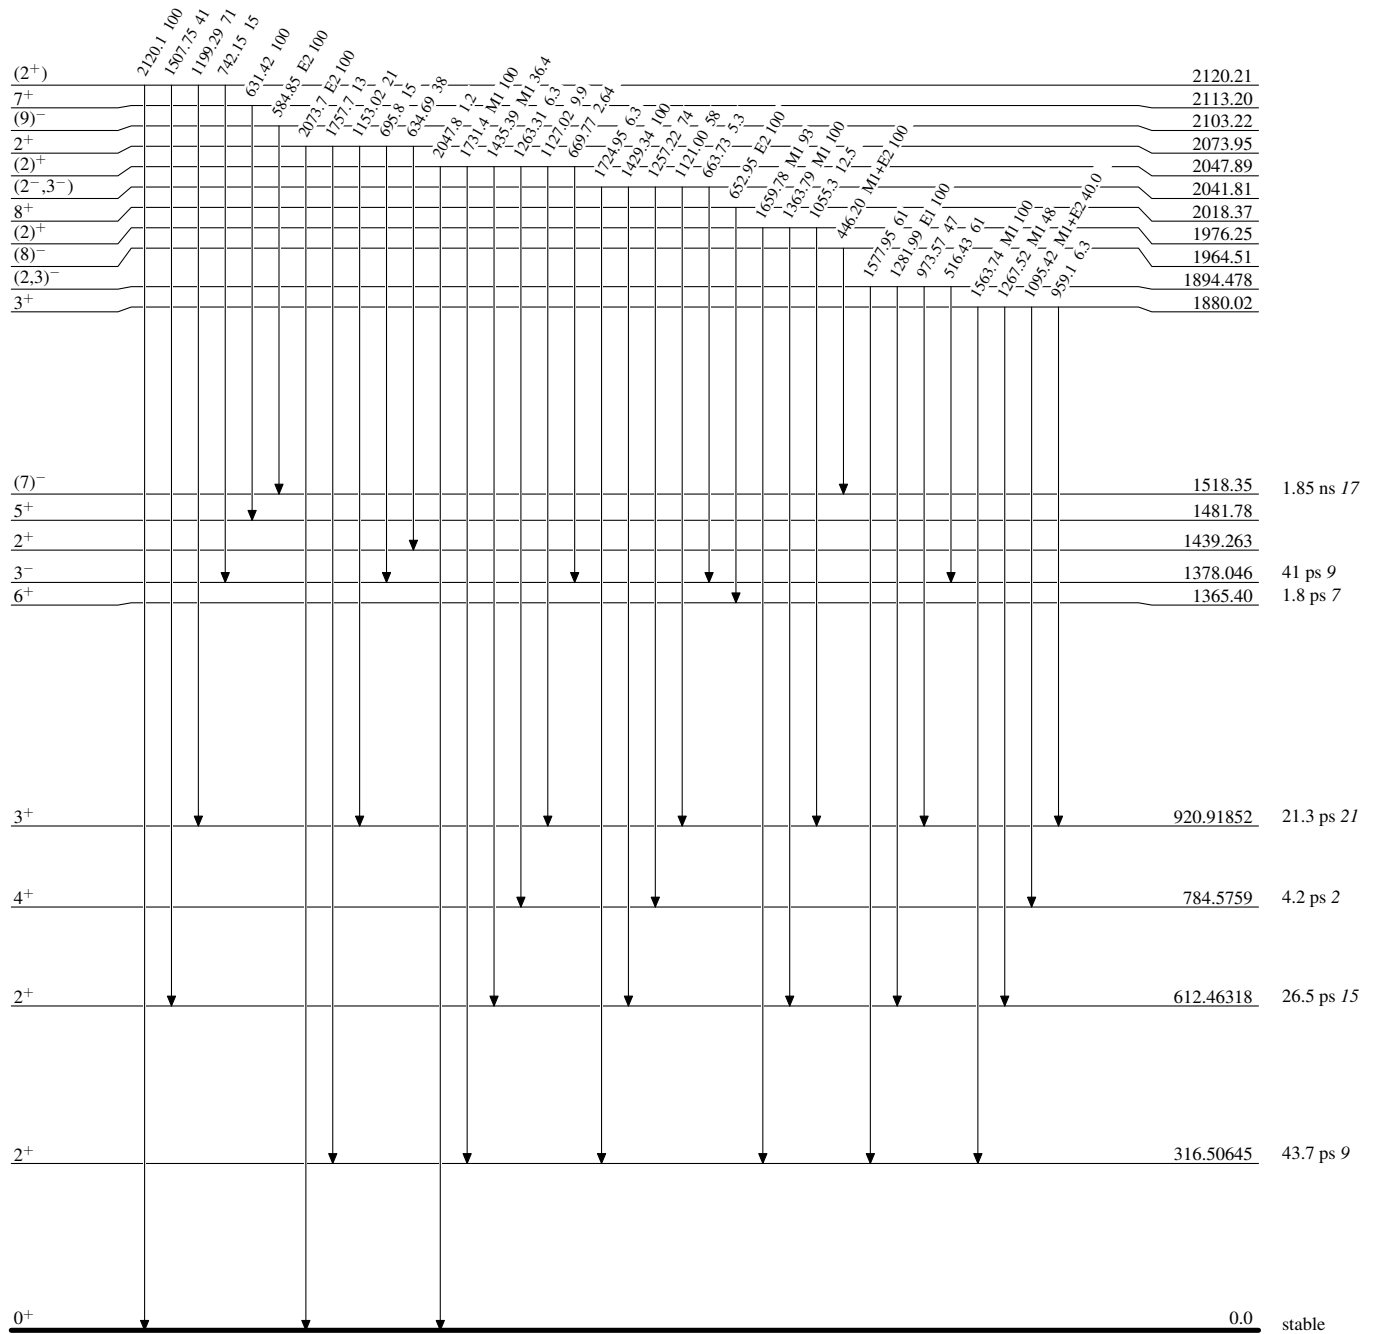 2120.1 100
1507.75 41
1199.29 71
742.15 15
631.42 100
584.85 E2 100
2073.7 E2 100
1757.7 13
1153.02 21
695.8 15
634.69 38
2047.8 1.2
1731.4 M1 100
1435.39 M1 36.4
1263.31 6.3
1127.02 9.9
669.77 2.64
1724.95 6.3
1429.34 100
1257.22 74
1121.00 58
663.73 5.3
652.95 E2 100
1659.78 M1 93
1363.79 M1 100
1055.3 12.5
446.20 M1+E2 100
1577.95 61
1281.99 E1 100
973.57 47
516.43 61
1563.74 M1 100
1267.52 M1 48
1095.42 M1+E2 40.0
959.1 6.3
(2⁺) 2120.21
7⁺ 2113.20
(9)⁻ 2103.22
2⁺ 2073.95
(2)⁺ 2047.89
(2⁻,3⁻) 2041.81
8⁺ 2018.37
(2)⁺ 1976.25
(8)⁻ 1964.51
(2,3)⁻ 1894.478
3⁺ 1880.02
(7)⁻ 1518.35 1.85 ns 17
5⁺ 1481.78
2⁺ 1439.263
3⁻ 1378.046 41 ps 9
6⁺ 1365.40 1.8 ps 7
3⁺ 920.91852 21.3 ps 21
4⁺ 784.5759 4.2 ps 2
2⁺ 612.46318 26.5 ps 15
2⁺ 316.50645 43.7 ps 9
0⁺ 0.0 stable